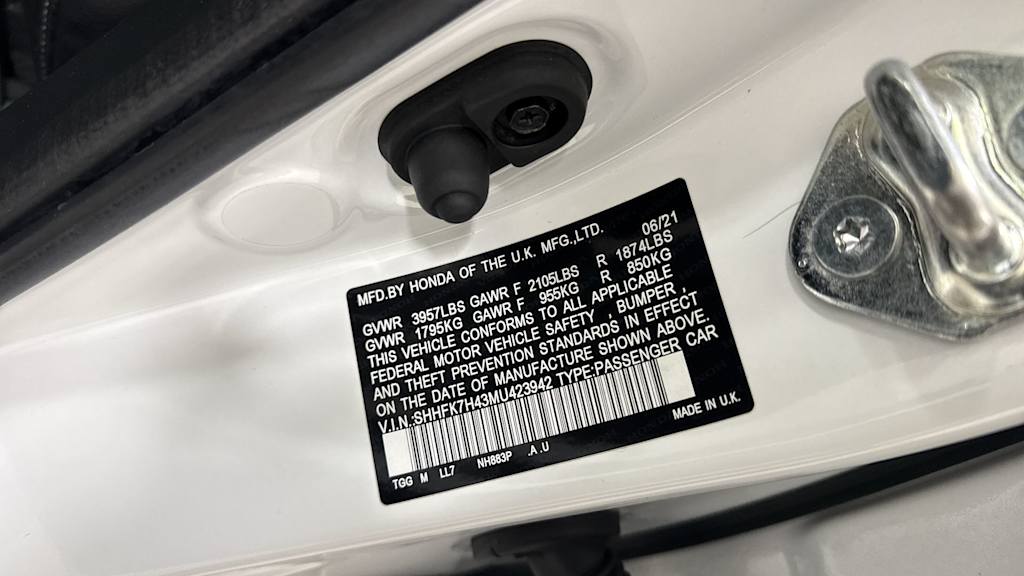 MFD.BY HONDA OF THE U.K. MFG.,LTD. 06/21
GVWR 3957LBS GAWR F 2105LBS R 1874LBS
GVWR 1795KG GAWR F 955KG R 850KG
THIS VEHICLE CONFORMS TO ALL APPLICABLE
FEDERAL MOTOR VEHICLE SAFETY , BUMPER ,
AND THEFT PREVENTION STANDARDS IN EFFECT
ON THE DATE OF MANUFACTURE SHOWN ABOVE.
V.I.N.:SHHFK7H43MU423942 TYPE:PASSENGER CAR
MADE IN U.K.
TGG M LL7 NH883P .A .U